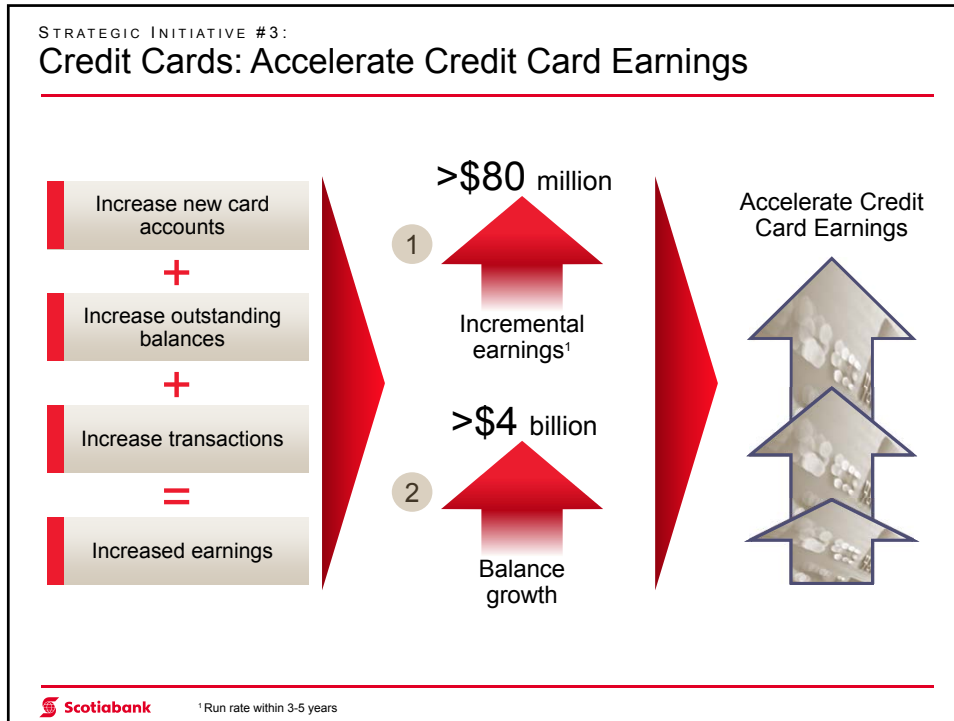 STRATEGIC INITIATIVE #3:
Credit Cards: Accelerate Credit Card Earnings
Increase new card
accounts
+
Increase outstanding
balances
+
Increase transactions
=
Increased earnings
>$80 million
1
Incremental
earnings¹
>$4 billion
2
Balance
growth
Accelerate Credit
Card Earnings
Scotiabank
¹ Run rate within 3-5 years